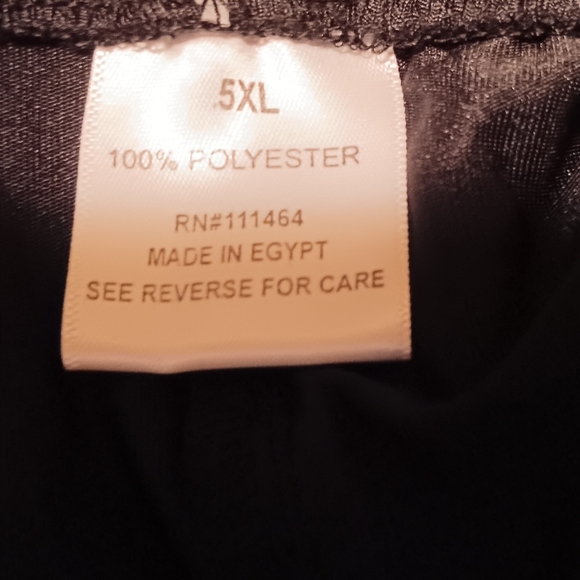 5XL
100% POLYESTER
RN#111464
MADE IN EGYPT
SEE REVERSE FOR CARE